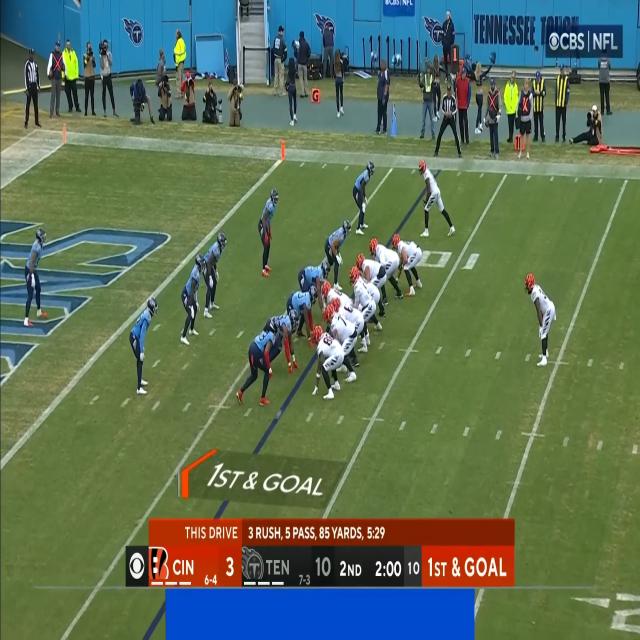 TENNESSEE TOUGH
CBS NFL
G
1ST & GOAL
THIS DRIVE 3 RUSH, 5 PASS, 85 YARDS, 5:29
CIN 6-4 3 TEN 7-3 10 2ND 2:00 10 1ST & GOAL